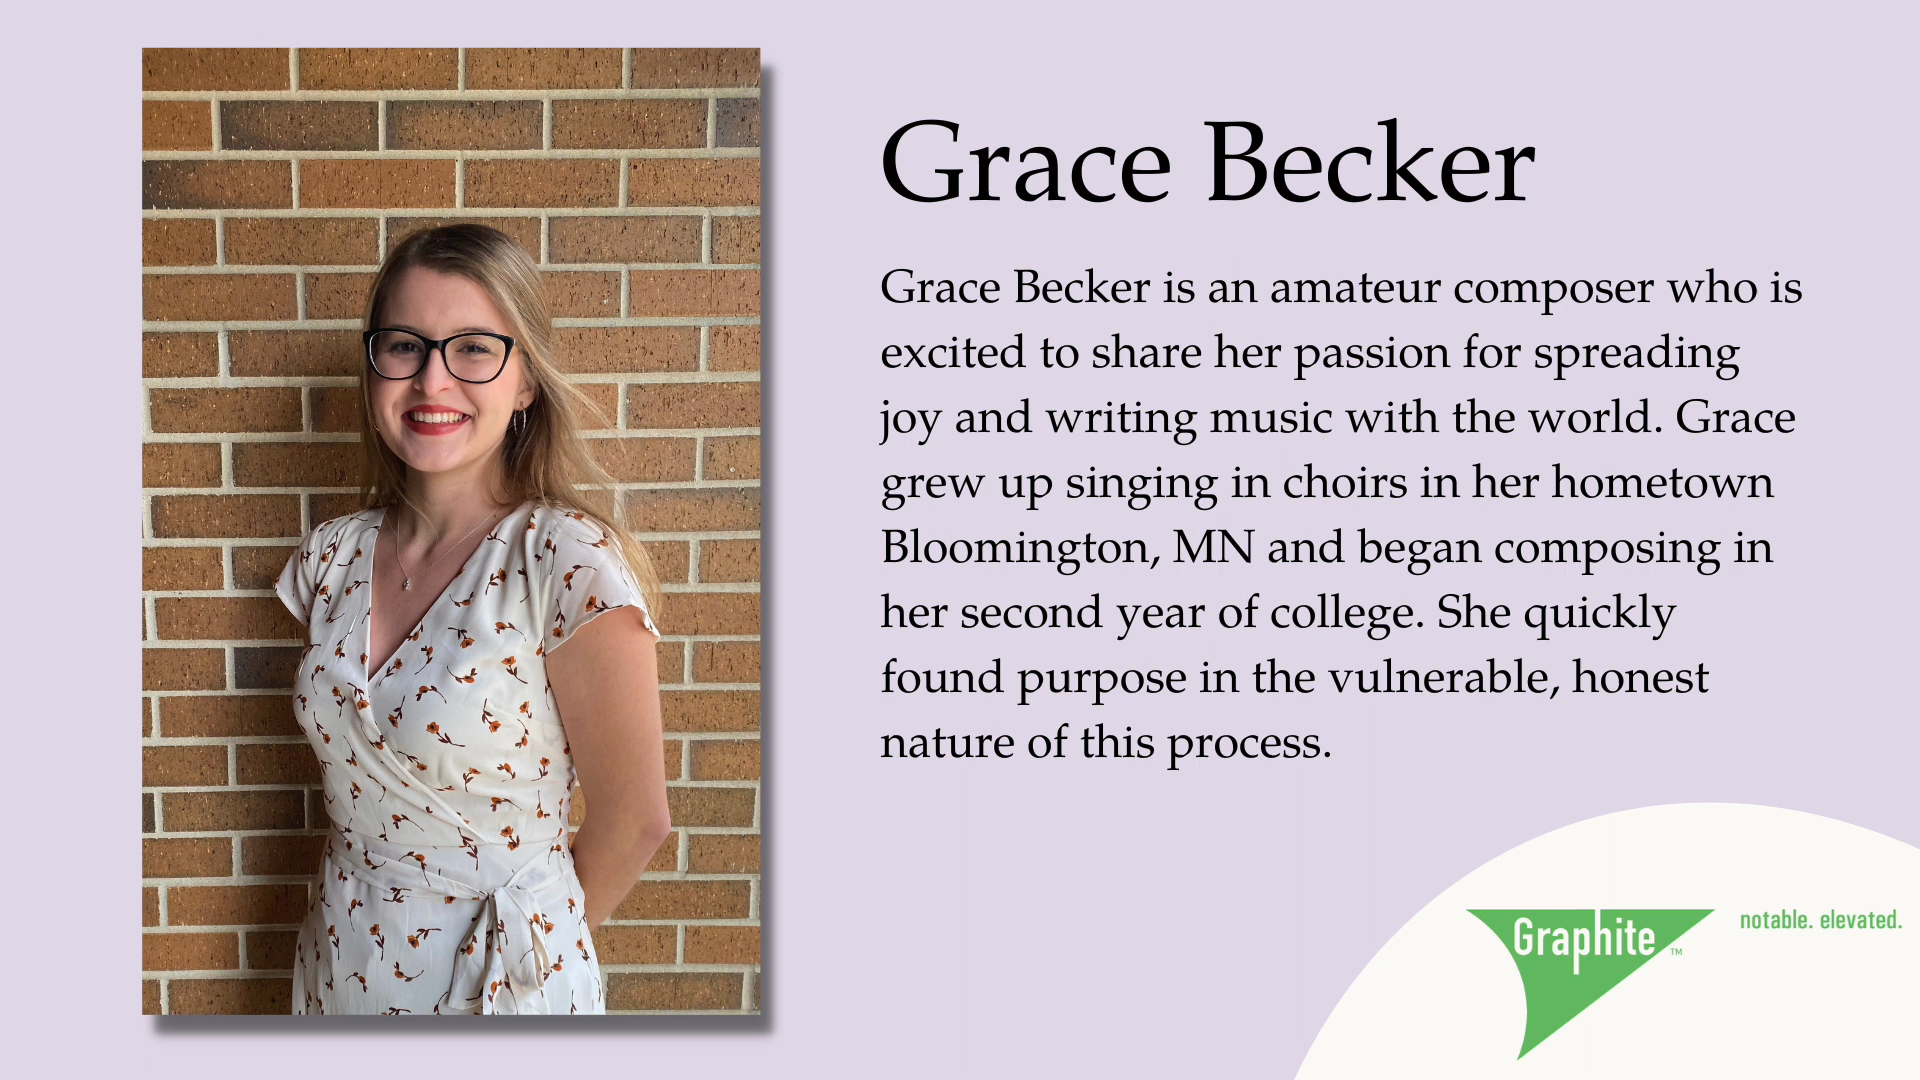 Grace Becker
Grace Becker is an amateur composer who is
excited to share her passion for spreading
joy and writing music with the world. Grace
grew up singing in choirs in her hometown
Bloomington, MN and began composing in
her second year of college. She quickly
found purpose in the vulnerable, honest
nature of this process.
Graphite ™
notable. elevated.